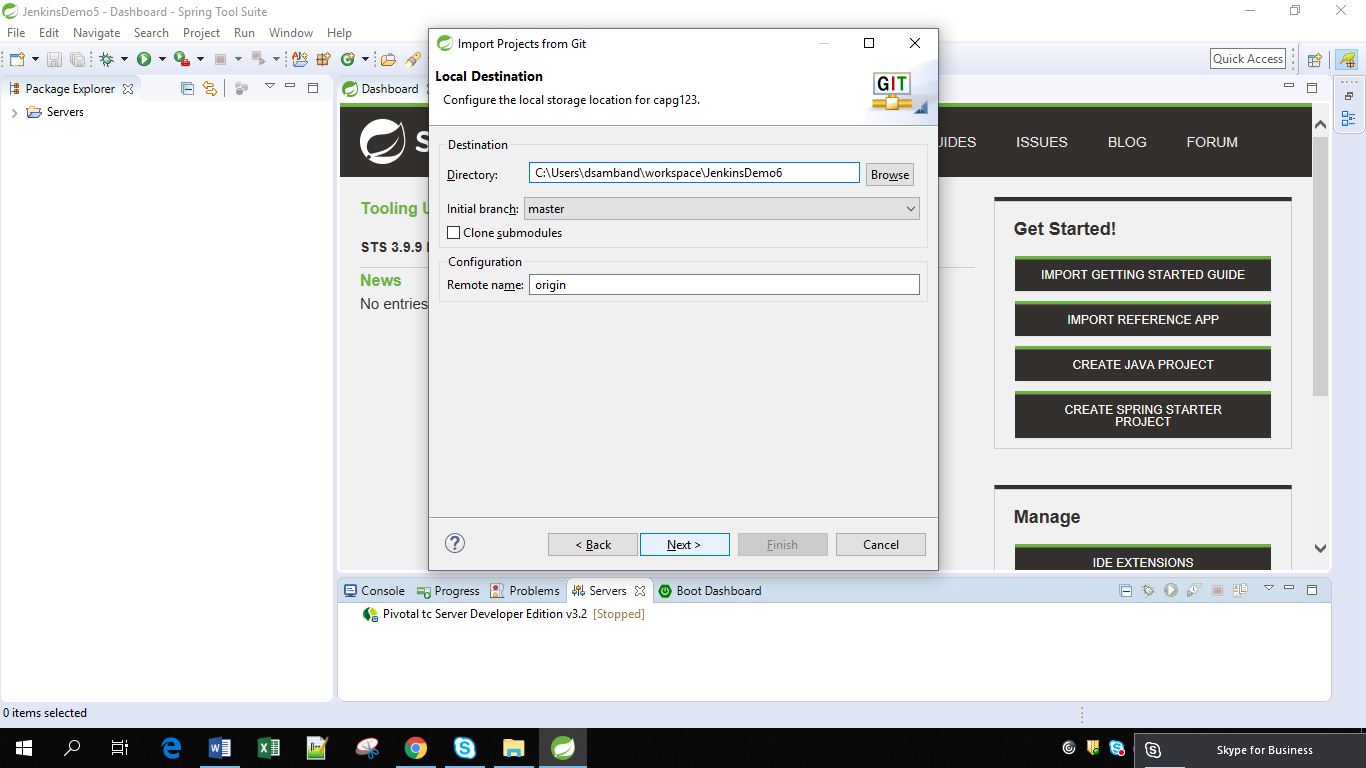 JenkinsDemo5 - Dashboard - Spring Tool Suite
File Edit Navigate Search Project Run Window Help
Quick Access
Package Explorer
Servers
Dashboard
Import Projects from Git
Local Destination
Configure the local storage location for capg123.
GIT
Destination
Directory: C:\Users\dsamband\workspace\JenkinsDemo6 Browse
Initial branch: master
Clone submodules
Configuration
Remote name: origin
< Back Next > Finish Cancel
S
IDES ISSUES BLOG FORUM
Tooling U
STS 3.9.9
News
No entries
Get Started!
IMPORT GETTING STARTED GUIDE
IMPORT REFERENCE APP
CREATE JAVA PROJECT
CREATE SPRING STARTER
PROJECT
Manage
IDE EXTENSIONS
Console Progress Problems Servers Boot Dashboard
Pivotal tc Server Developer Edition v3.2 [Stopped]
0 items selected
Skype for Business